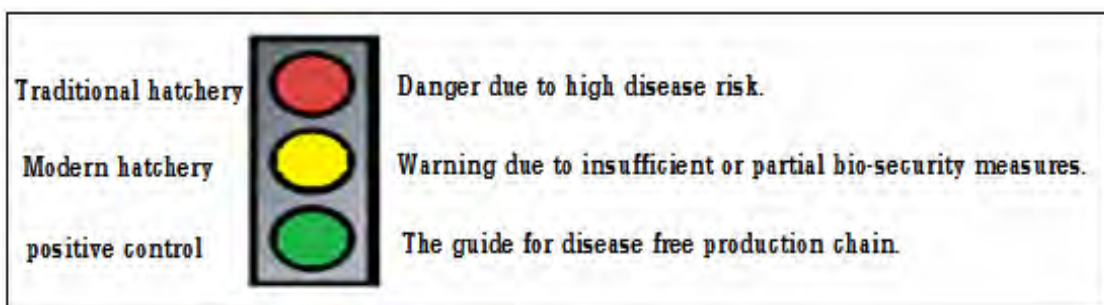 Traditional hatchery Danger due to high disease risk.
Modern hatchery Warning due to insufficient or partial bio-security measures.
positive control The guide for disease free production chain.